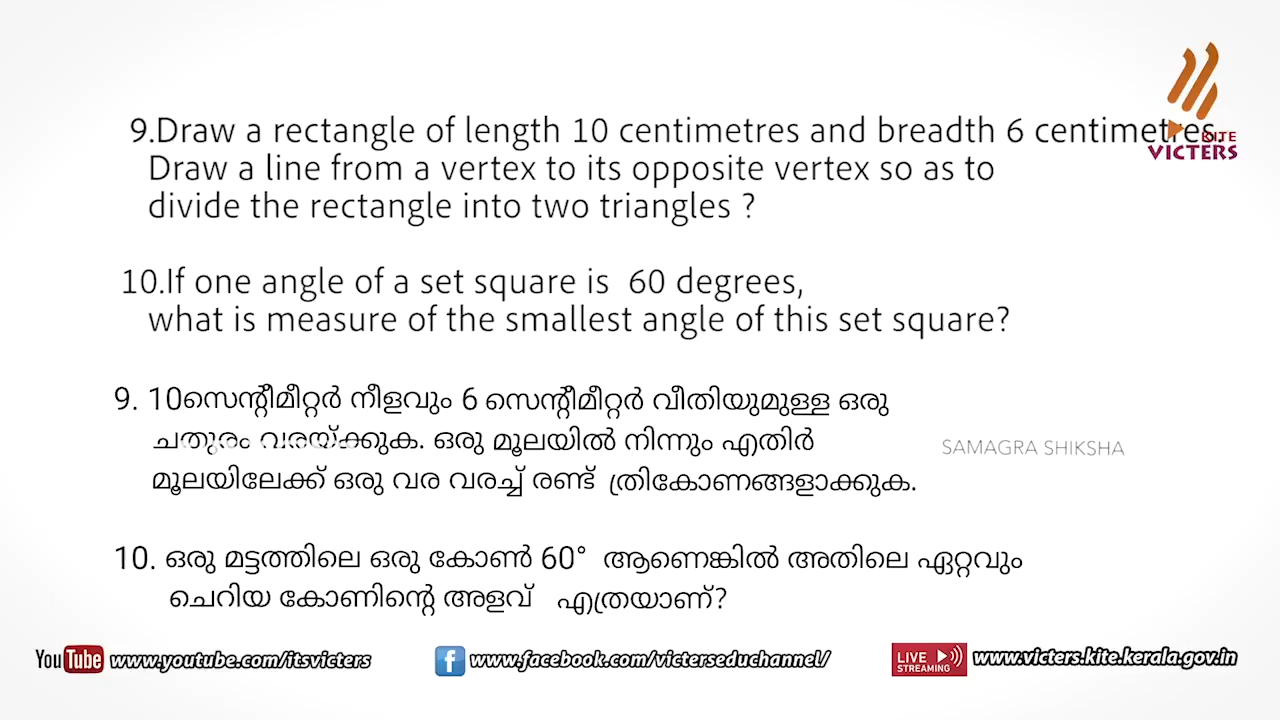 9.Draw a rectangle of length 10 centimetres and breadth 6 centimetres.
Draw a line from a vertex to its opposite vertex so as to
divide the rectangle into two triangles ?
KITE
VICTERS
10.If one angle of a set square is 60 degrees,
what is measure of the smallest angle of this set square?
9. 10സെന്റീമീറ്റർ നീളവും 6 സെന്റീമീറ്റർ വീതിയുമുള്ള ഒരു
ചതുരം വരയ്ക്കുക. ഒരു മൂലയിൽ നിന്നും എതിർ
മൂലയിലേക്ക് ഒരു വര വരച്ച് രണ്ട് ത്രികോണങ്ങളാക്കുക.
SAMAGRA SHIKSHA
10. ഒരു മട്ടത്തിലെ ഒരു കോൺ 60° ആണെങ്കിൽ അതിലെ ഏറ്റവും
ചെറിയ കോണിന്റെ അളവ് എത്രയാണ്?
YouTube www.youtube.com/itsvicters
f www.facebook.com/victerseduchannel/
LIVE STREAMING www.victers.kite.kerala.gov.in